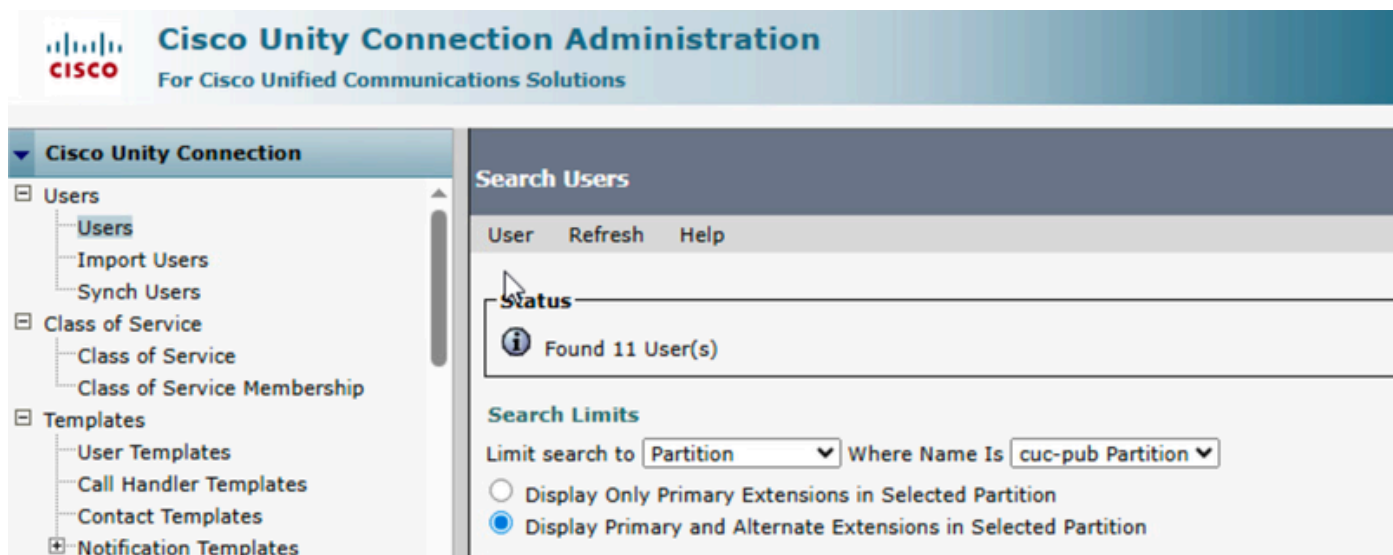 Cisco Unity Connection Administration
CISCO
For Cisco Unified Communications Solutions
Cisco Unity Connection
Users
Users
Import Users
Synch Users
Class of Service
Class of Service
Class of Service Membership
Templates
User Templates
Call Handler Templates
Contact Templates
Notification Templates
Search Users
User Refresh Help
Status
Found 11 User(s)
Search Limits
Limit search to Partition Where Name Is cuc-pub Partition
Display Only Primary Extensions in Selected Partition
Display Primary and Alternate Extensions in Selected Partition